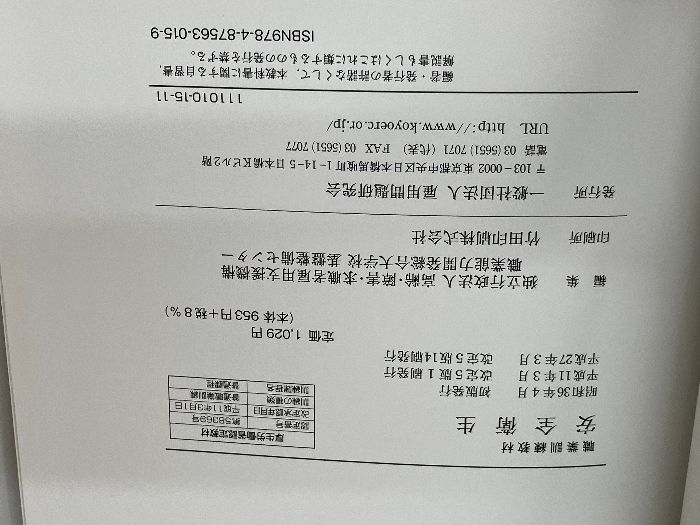 職業訓練教材
安全衛生
厚生労働省認定教材
認定番号 第58369号
改定承認年月日 平成11年3月1日
訓練の種類 普通職業訓練
訓練課程名 普通課程
昭和36年4月 初版発行
平成11年3月 改定5版1刷発行
平成27年3月 改定5版14刷発行
定価 1,029円
(本体 953円+税8%)
編集 独立行政法人 高齢・障害・求職者雇用支援機構
職業能力開発総合大学校 基盤整備センター
印刷所 竹田印刷株式会社
発行所 一般社団法人 雇用問題研究会
〒103-0002 東京都中央区日本橋馬喰町1-14-5 日本橋Kビル2階
電話 03(5651)7071(代表) FAX 03(5651)7077
URL http://www.koyoerc.or.jp/
111010-15-11
編者・発行者の許諾なくして,本教科書に関する自習書,
解説書もしくはこれに類するものの発行を禁ずる。
ISBN978-4-87563-015-9